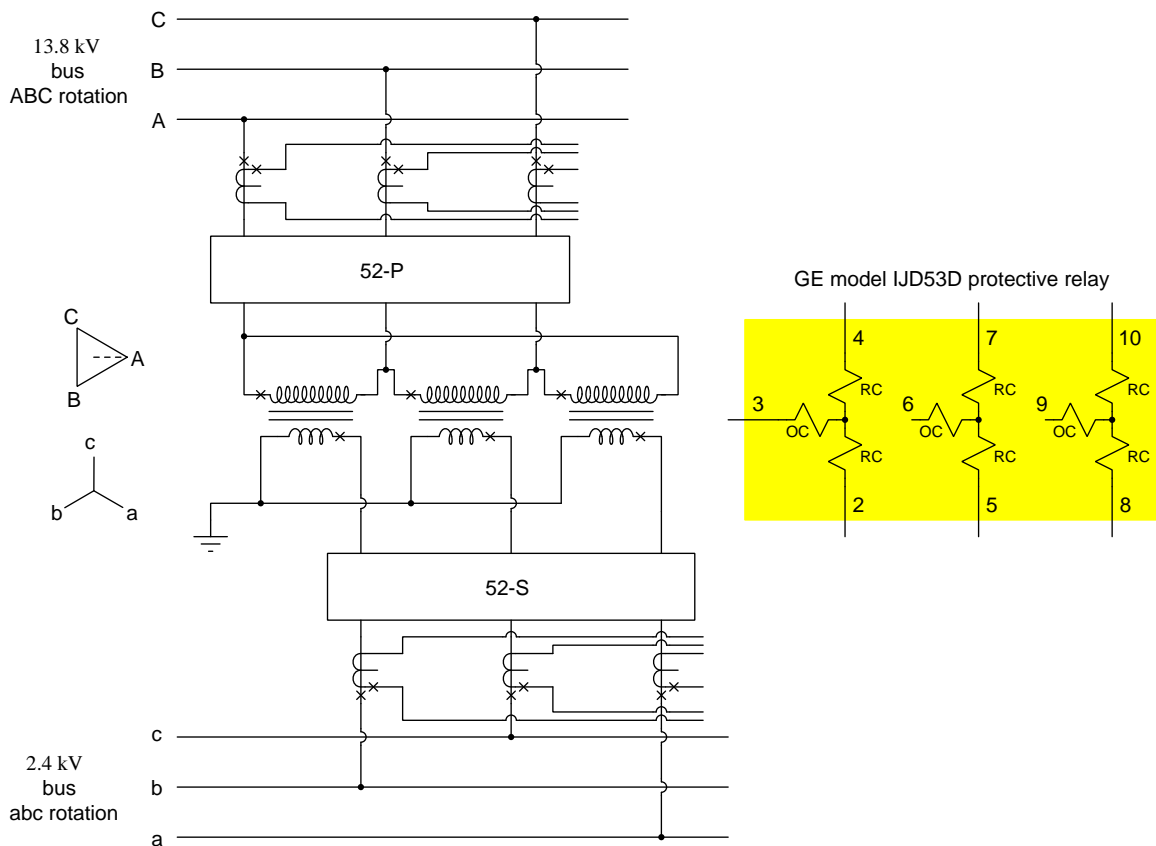 C
13.8 kV
bus
ABC rotation
B
A
52-P
GE model IJD53D protective relay
4
7
10
RC
RC
RC
3
6
9
OC
OC
OC
RC
RC
RC
2
5
8
C
A
B
c
b
a
52-S
c
2.4 kV
bus
abc rotation
b
a